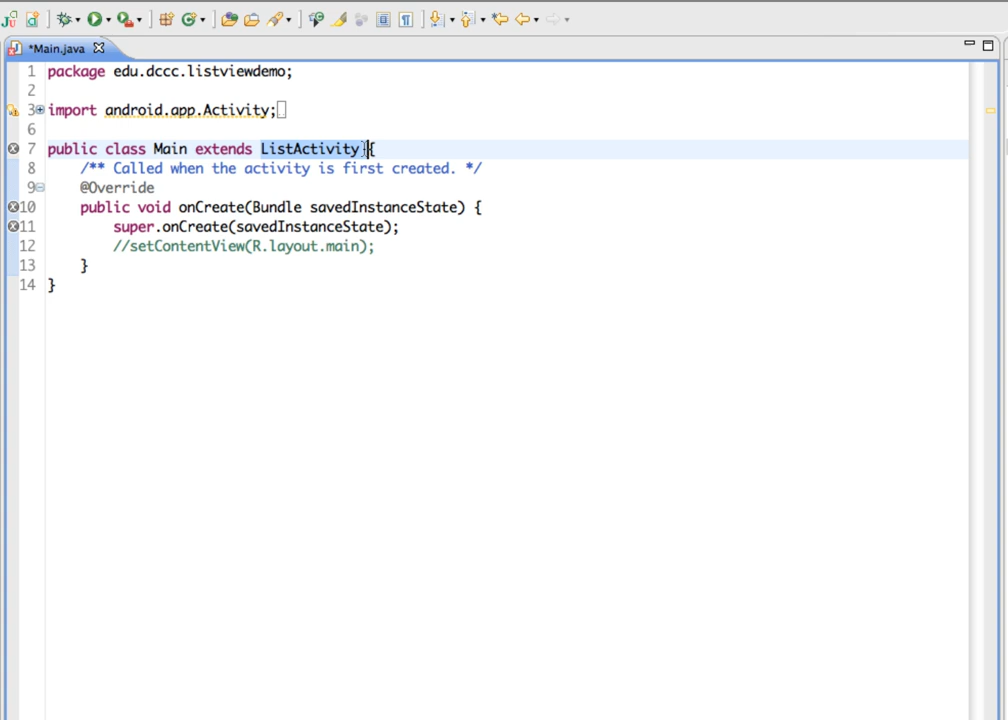 *Main.java
1 package edu.dccc.listviewdemo;
2
3 import android.app.Activity;
6
7 public class Main extends ListActivity {
8 /** Called when the activity is first created. */
9 @Override
10 public void onCreate(Bundle savedInstanceState) {
11 super.onCreate(savedInstanceState);
12 //setContentView(R.layout.main);
13 }
14 }